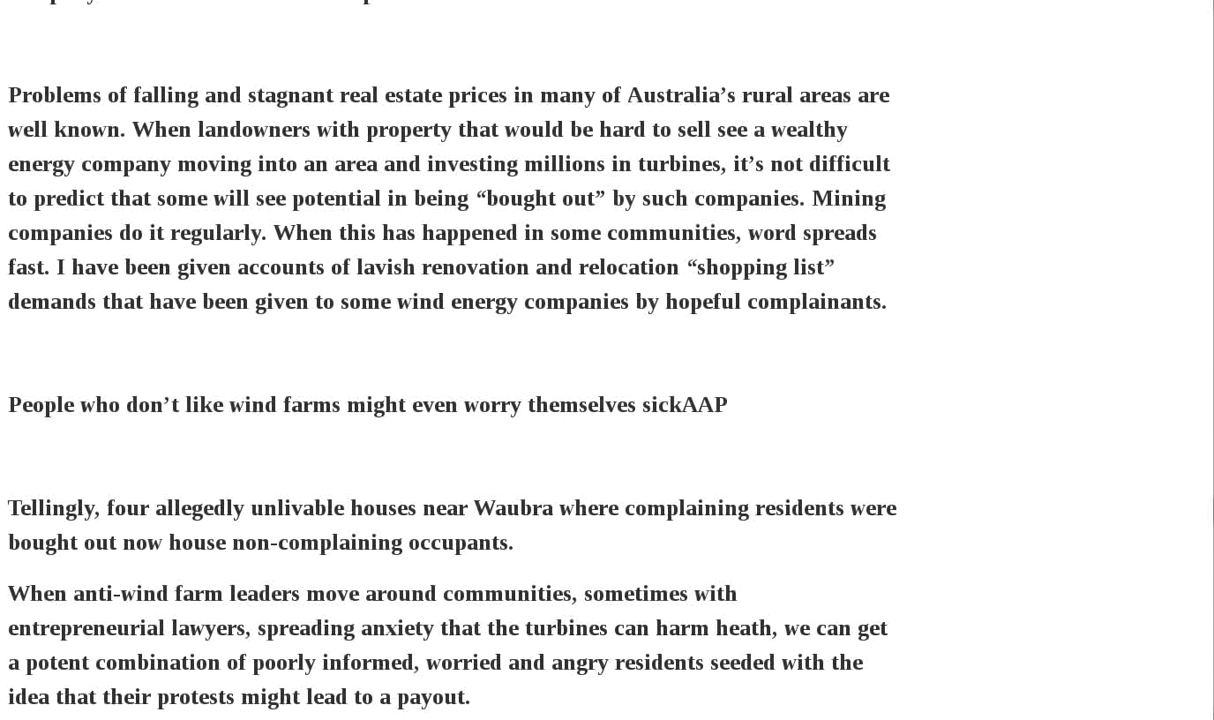 Problems of falling and stagnant real estate prices in many of Australia’s rural areas are
well known. When landowners with property that would be hard to sell see a wealthy
energy company moving into an area and investing millions in turbines, it’s not difficult
to predict that some will see potential in being “bought out” by such companies. Mining
companies do it regularly. When this has happened in some communities, word spreads
fast. I have been given accounts of lavish renovation and relocation “shopping list”
demands that have been given to some wind energy companies by hopeful complainants.
People who don’t like wind farms might even worry themselves sickAAP
Tellingly, four allegedly unlivable houses near Waubra where complaining residents were
bought out now house non-complaining occupants.
When anti-wind farm leaders move around communities, sometimes with
entrepreneurial lawyers, spreading anxiety that the turbines can harm heath, we can get
a potent combination of poorly informed, worried and angry residents seeded with the
idea that their protests might lead to a payout.